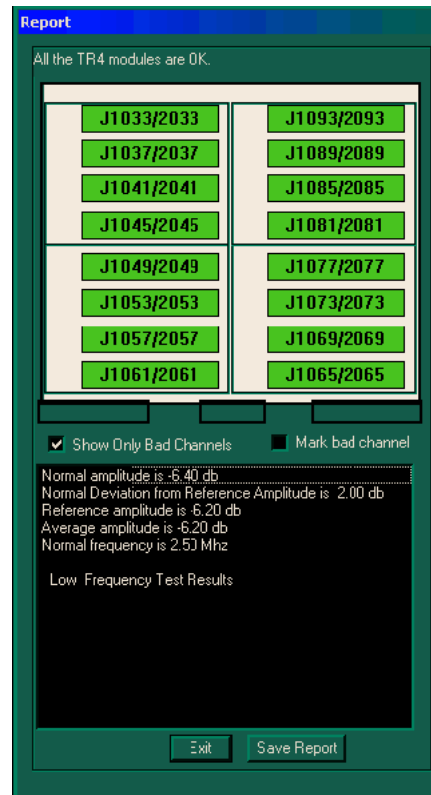 Report
All the TR4 modules are OK.
J1033/2033
J1093/2093
J1037/2037
J1089/2089
J1041/2041
J1085/2085
J1045/2045
J1081/2081
J1049/2049
J1077/2077
J1053/2053
J1073/2073
J1057/2057
J1069/2069
J1061/2061
J1065/2065
Show Only Bad Channels
Mark bad channel
Normal amplitude is -6.40 db
Normal Deviation from Reference Amplitude is 2.00 db
Reference amplitude is -6.20 db
Average amplitude is -6.20 db
Normal frequency is 2.50 Mhz
Low Frequency Test Results
Exit
Save Report